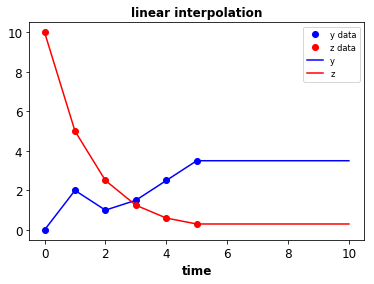 linear interpolation
10
8
6
4
2
0
y data
z data
y
z
0 2 4 6 8 10
time